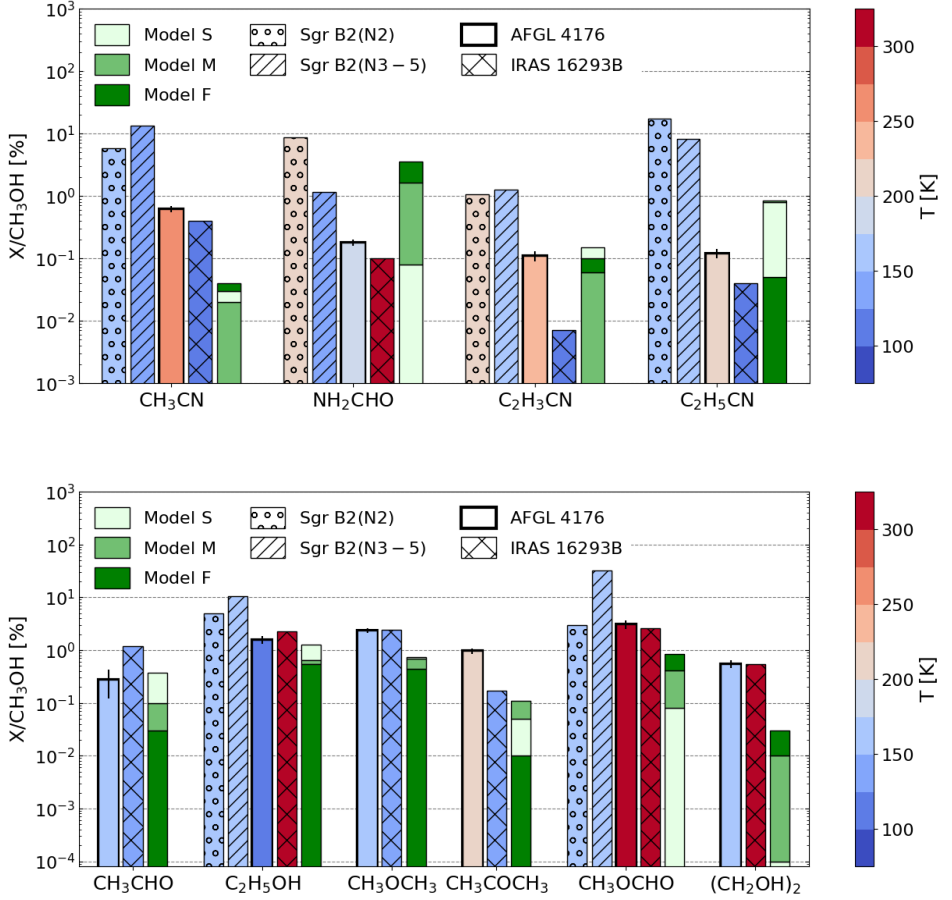 10³
10²
10¹
10⁰
10⁻¹
10⁻²
10⁻³
X/CH₃OH [%]
Model S
Model M
Model F
Sgr B2(N2)
Sgr B2(N3−5)
AFGL 4176
IRAS 16293B
CH₃CN NH₂CHO C₂H₃CN C₂H₅CN
300
250
200
150
100
T [K]
10³
10²
10¹
10⁰
10⁻¹
10⁻²
10⁻³
10⁻⁴
X/CH₃OH [%]
Model S
Model M
Model F
Sgr B2(N2)
Sgr B2(N3−5)
AFGL 4176
IRAS 16293B
CH₃CHO C₂H₅OH CH₃OCH₃ CH₃COCH₃ CH₃OCHO (CH₂OH)₂
300
250
200
150
100
T [K]